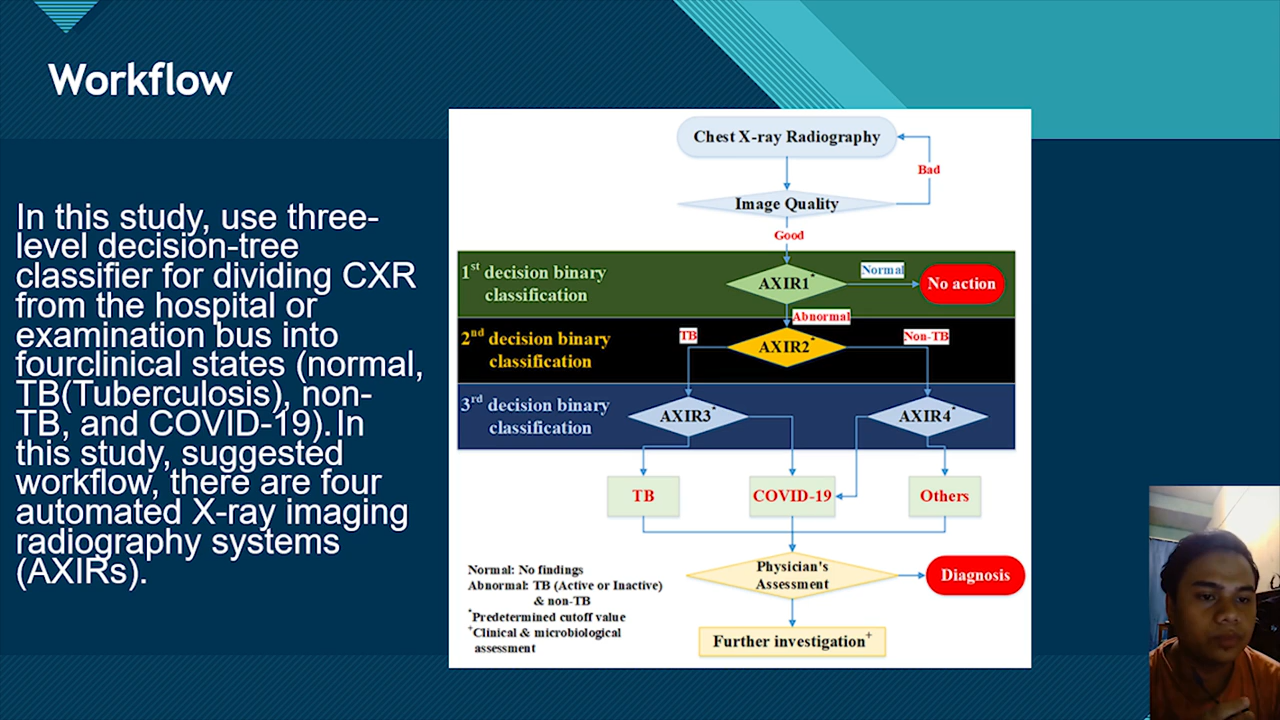 Workflow
In this study, use three-
level decision-tree
classifier for dividing CXR
from the hospital or
examination bus into
fourclinical states (normal,
TB(Tuberculosis), non-
TB, and COVID-19).In
this study, suggested
workflow, there are four
automated X-ray imaging
radiography systems
(AXIRs).
Chest X-ray Radiography
Bad
Image Quality
Good
1st decision binary
classification
AXIR1*
Normal
No action
Abnormal
2nd decision binary
classification
TB
AXIR2*
Non-TB
3rd decision binary
classification
AXIR3*
AXIR4*
TB
COVID-19
Others
Physician's
Assessment
Diagnosis
Further investigation+
Normal: No findings
Abnormal: TB (Active or Inactive)
& non-TB
*Predetermined cutoff value
+Clinical & microbiological
assessment